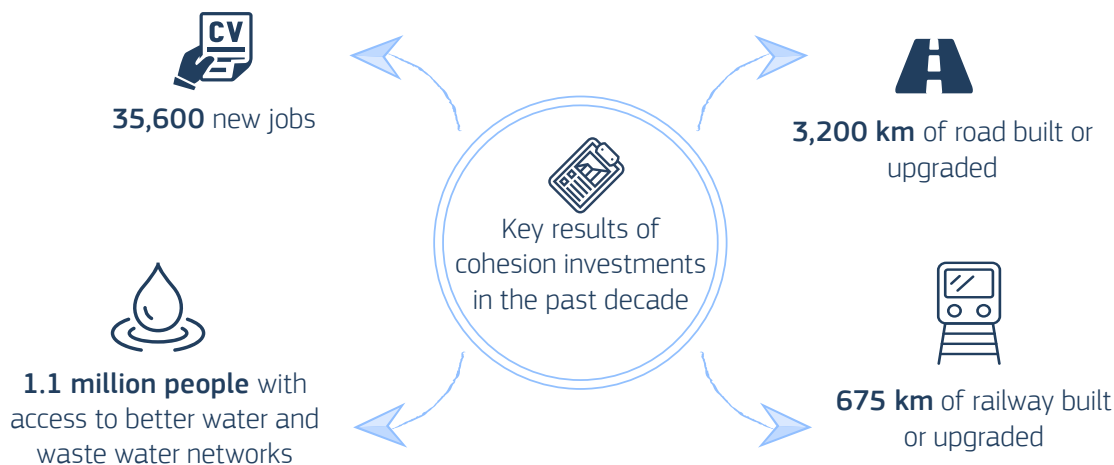 CV
35,600 new jobs
3,200 km of road built or
upgraded
Key results of
cohesion investments
in the past decade
1.1 million people with
access to better water and
waste water networks
675 km of railway built
or upgraded